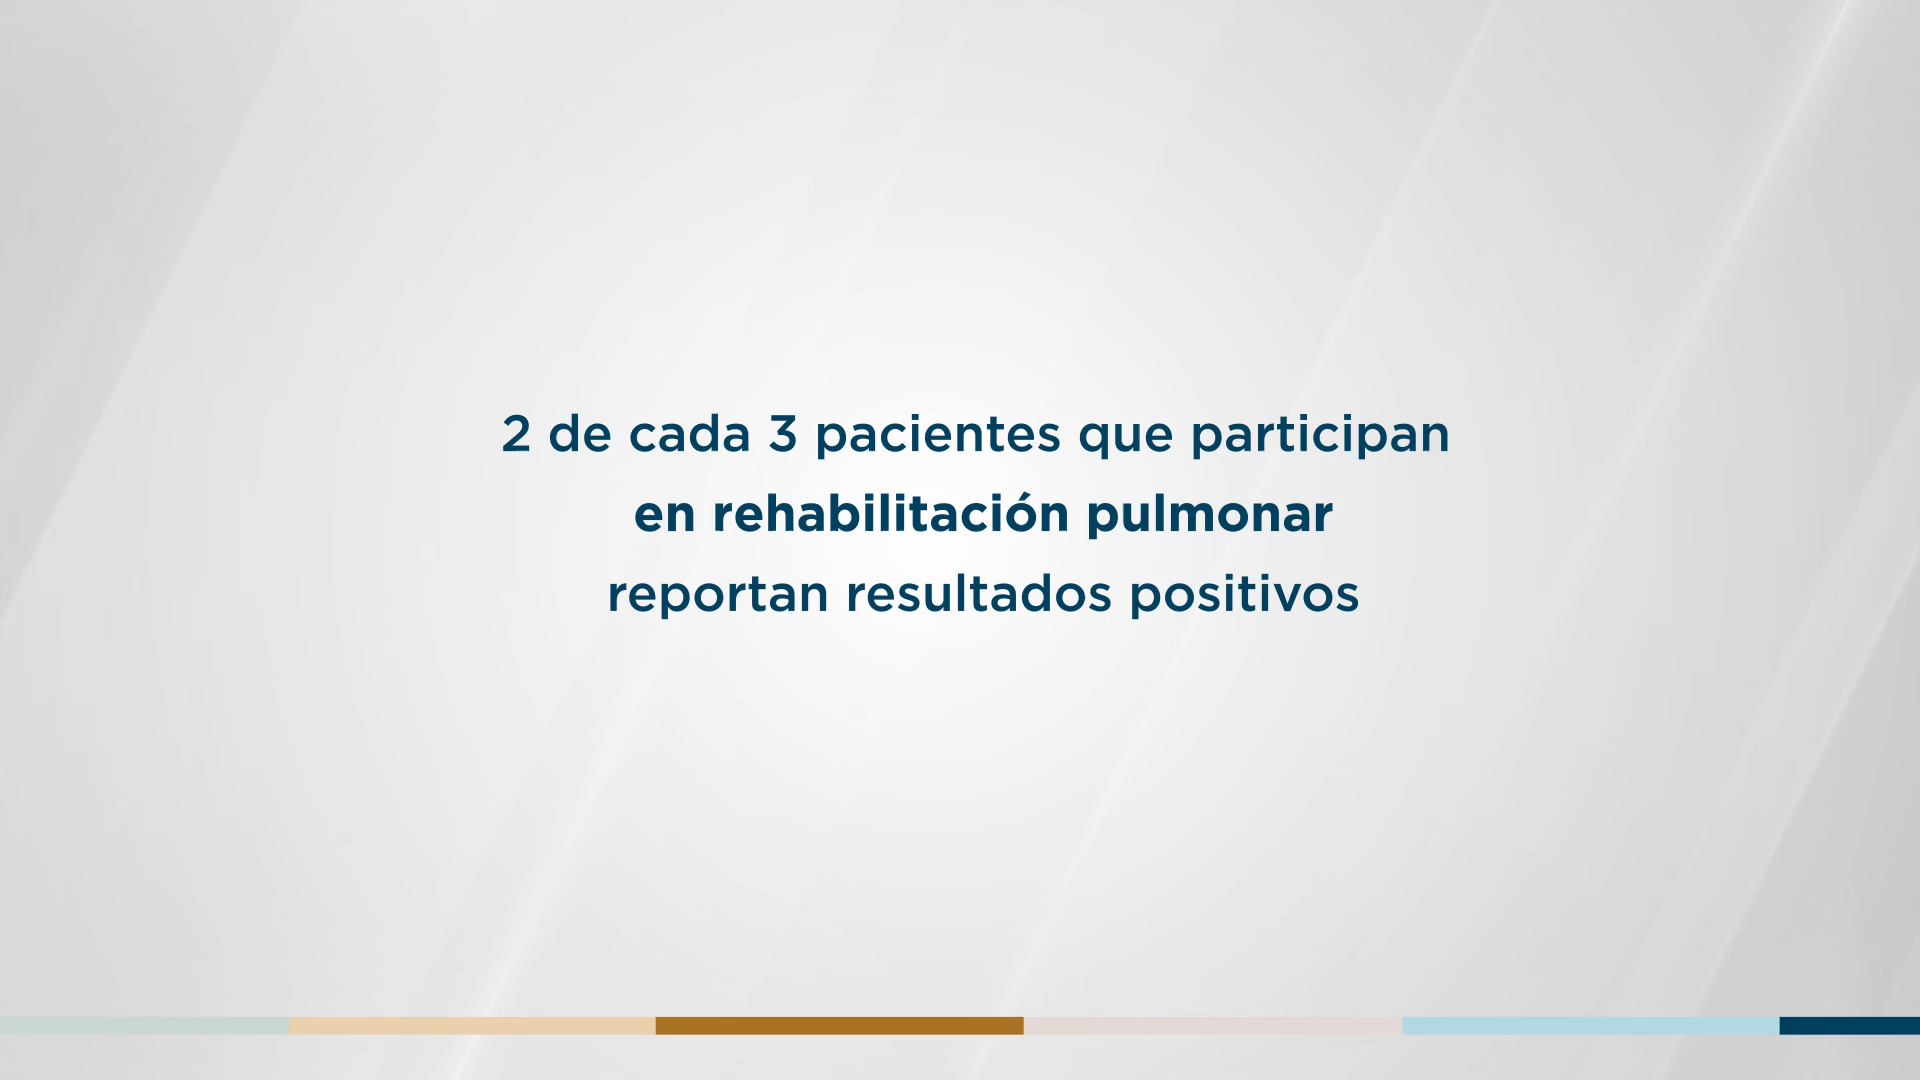 2 de cada 3 pacientes que participan
en rehabilitación pulmonar
reportan resultados positivos